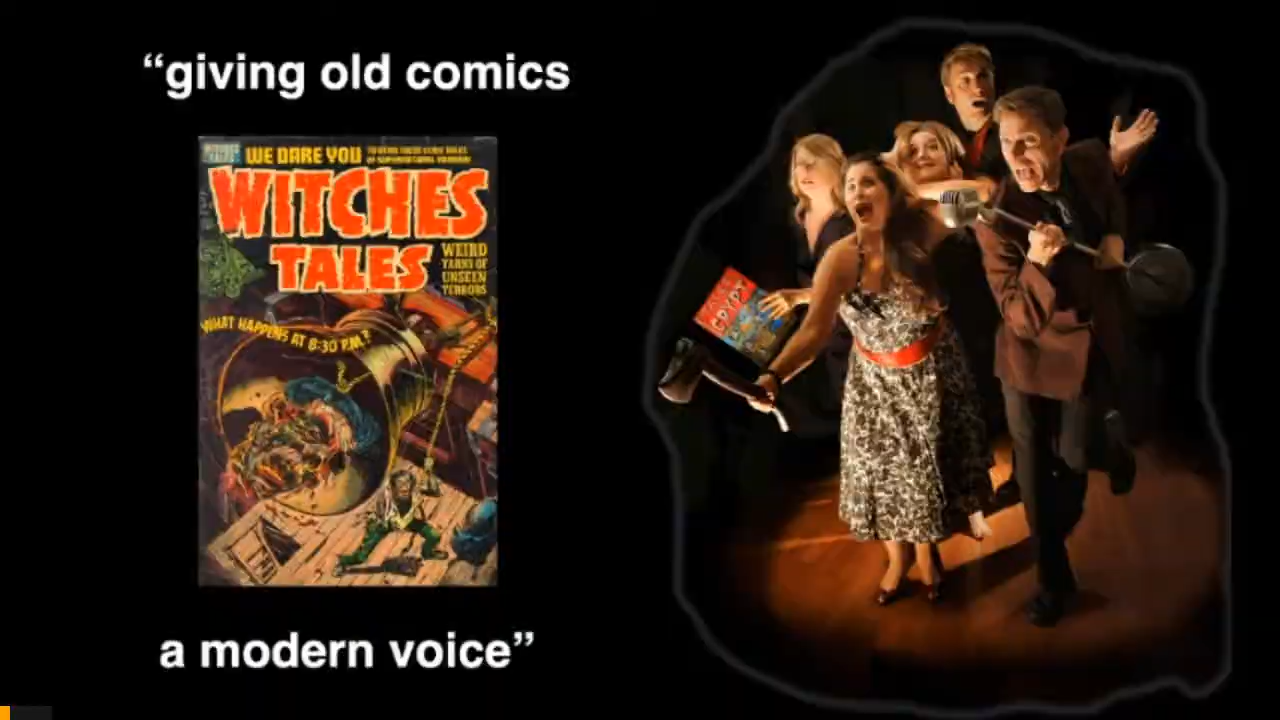 “giving old comics
WE DARE YOU
WITCHES
TALES
WEIRD
YARNS OF
UNSEEN
TERRORS
WHAT HAPPENS AT 8:30 P.M.?
CRYPT
a modern voice”